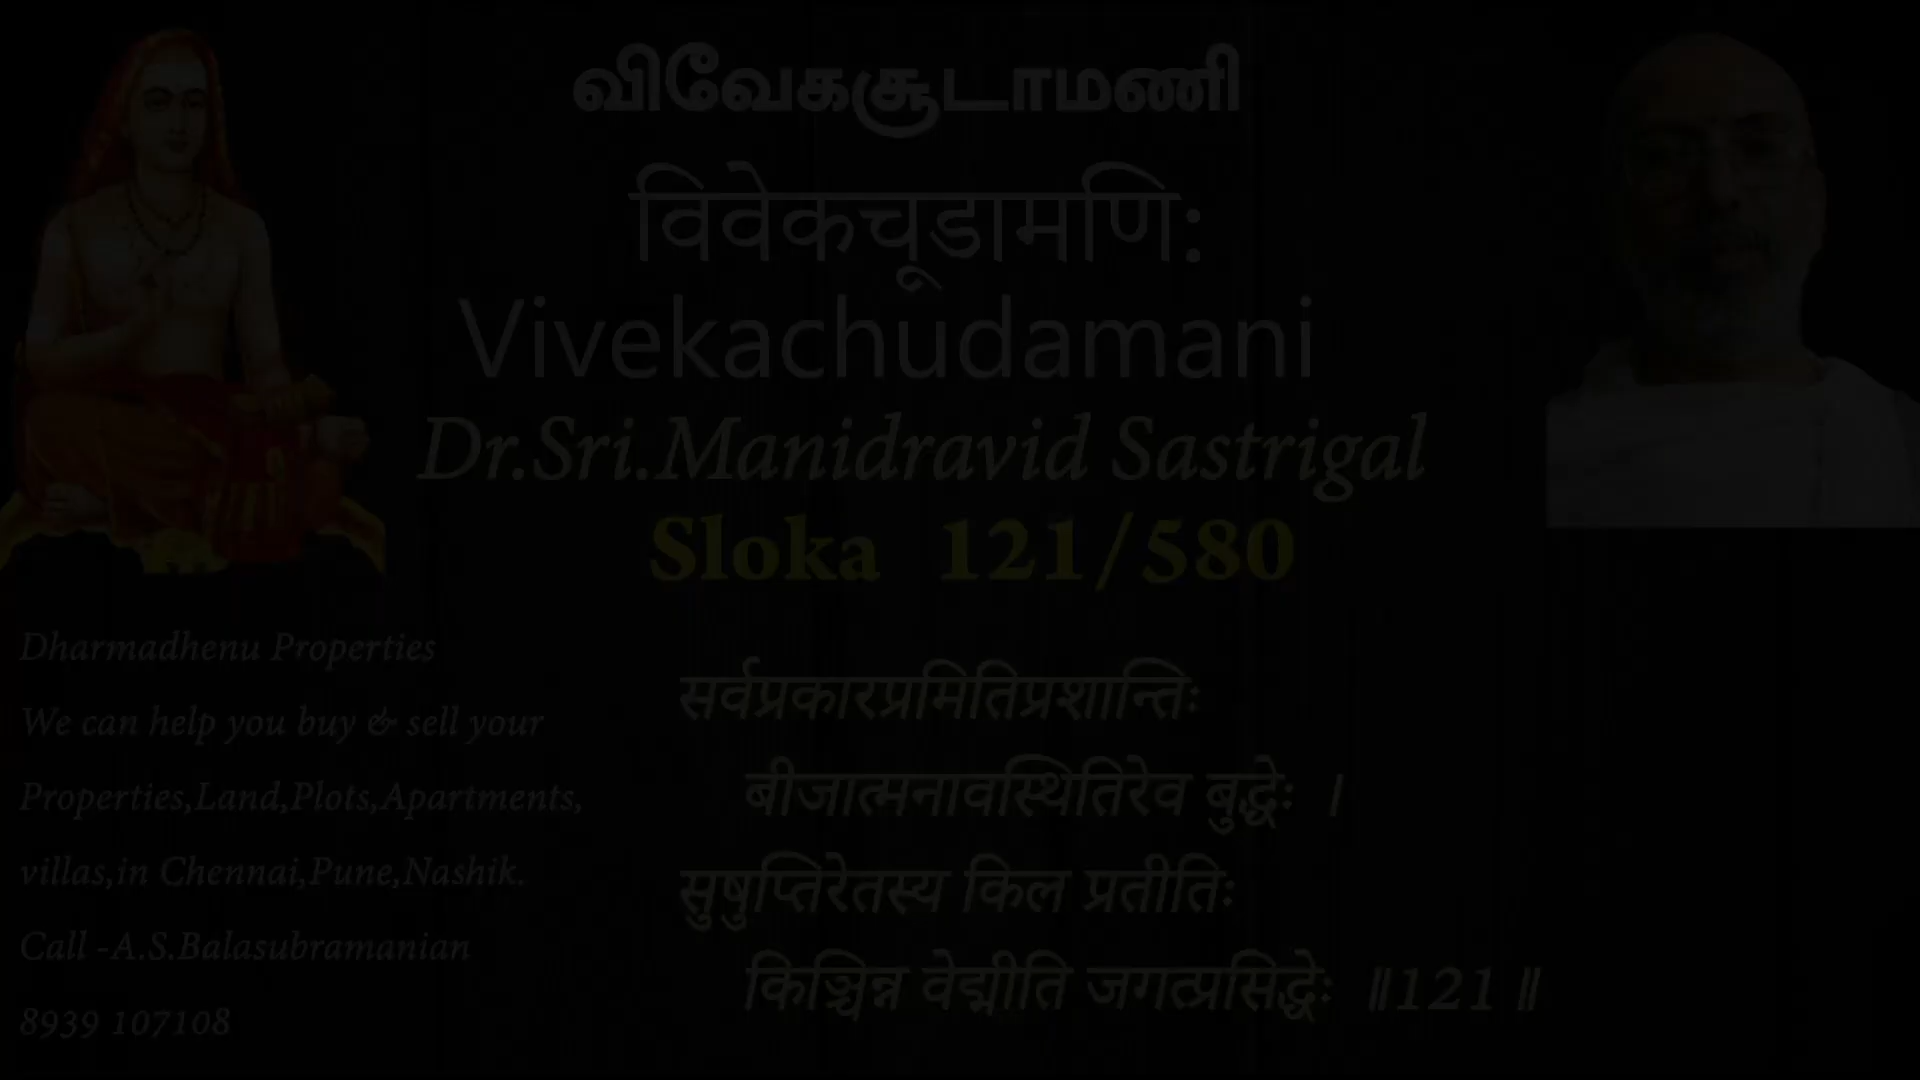 விவேகசூடாமணி
विवेकचूडामणि:
Vivekachudamani
Dr.Sri.Manidravid Sastrigal
Sloka 121/580
Dharmadhenu Properties
We can help you buy & sell your
Properties,Land,Plots,Apartments,
villas,in Chennai,Pune,Nashik.
Call -A.S.Balasubramanian
8939 107108
सर्वप्रकारप्रमितिप्रशान्तिः
बीजात्मनावस्थितिरेव बुद्धेः ।
सुषुप्तिरेतस्य किल प्रतीतिः
किञ्चिन्न वेद्मीति जगत्प्रसिद्धेः ॥121॥